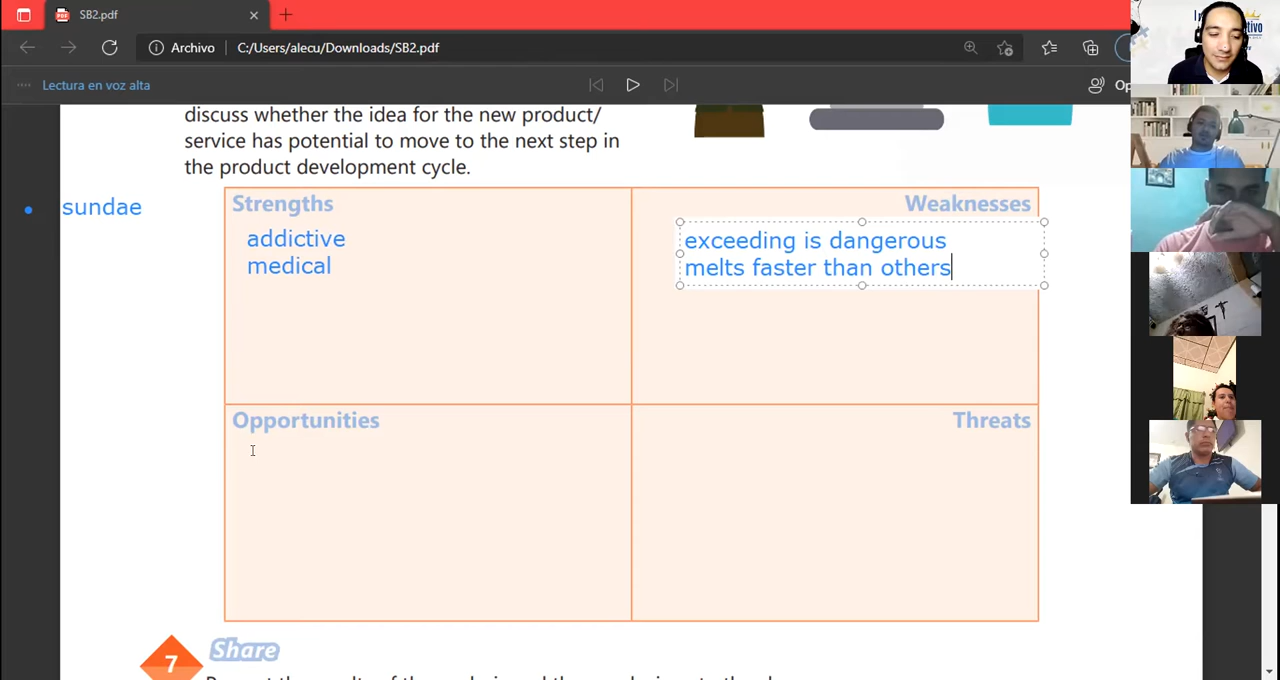 SB2.pdf
Archivo
C:/Users/alecu/Downloads/SB2.pdf
Lectura en voz alta
discuss whether the idea for the new product/
service has potential to move to the next step in
the product development cycle.
sundae
Strengths
addictive
medical
Weaknesses
exceeding is dangerous
melts faster than others
Opportunities
Threats
7
Share